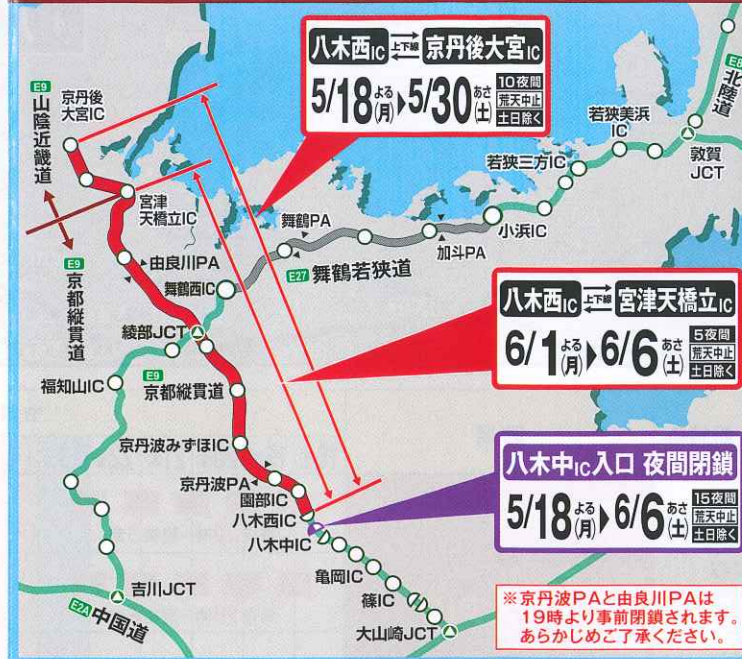 八木西IC 上下線 京丹後大宮IC
5/18よる(月)▶5/30あさ(土) 10夜間 荒天中止 土日除く
E9 山陰近畿道
京丹後大宮IC
宮津天橋立IC
由良川PA
E9 京都縦貫道
舞鶴西IC
綾部JCT
福知山IC
E9
京都縦貫道
京丹波みずほIC
京丹波PA
園部IC
八木西IC
八木中IC
亀岡IC
篠IC
大山崎JCT
吉川JCT
E2A 中国道
舞鶴PA
E27 舞鶴若狭道
加斗PA
小浜IC
若狭三方IC
若狭美浜IC
敦賀JCT
E8 北陸道
八木西IC 上下線 宮津天橋立IC
6/1よる(月)▶6/6あさ(土) 5夜間 荒天中止 土日除く
八木中IC入口 夜間閉鎖
5/18よる(月)▶6/6あさ(土) 15夜間 荒天中止 土日除く
※京丹波PAと由良川PAは
19時より事前閉鎖されます。
あらかじめご了承ください。